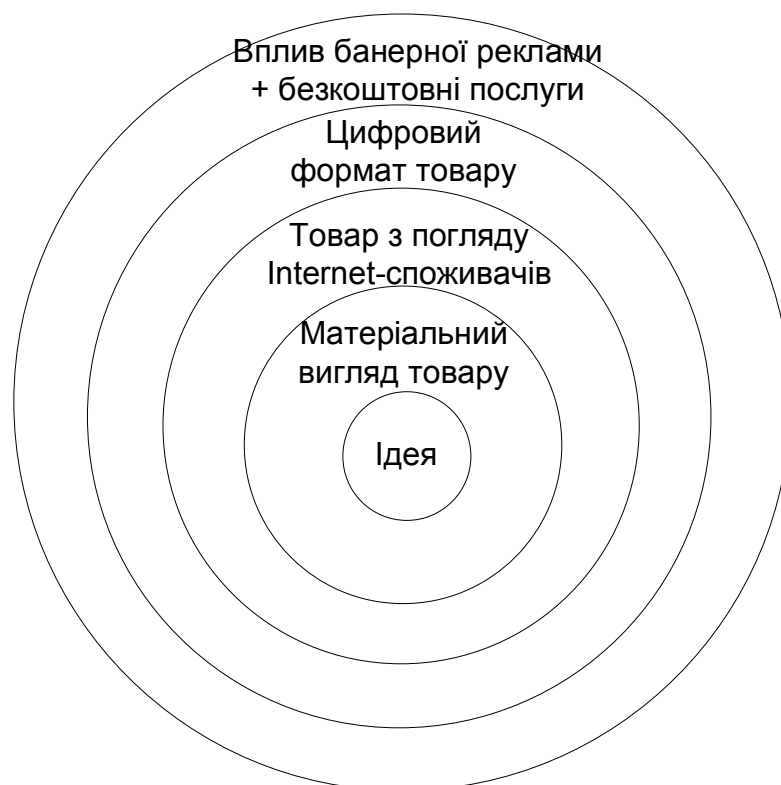 Вплив банерної реклами
+ безкоштовні послуги
Цифровий
формат товару
Товар з погляду
Internet-споживачів
Матеріальний
вигляд товару
Ідея